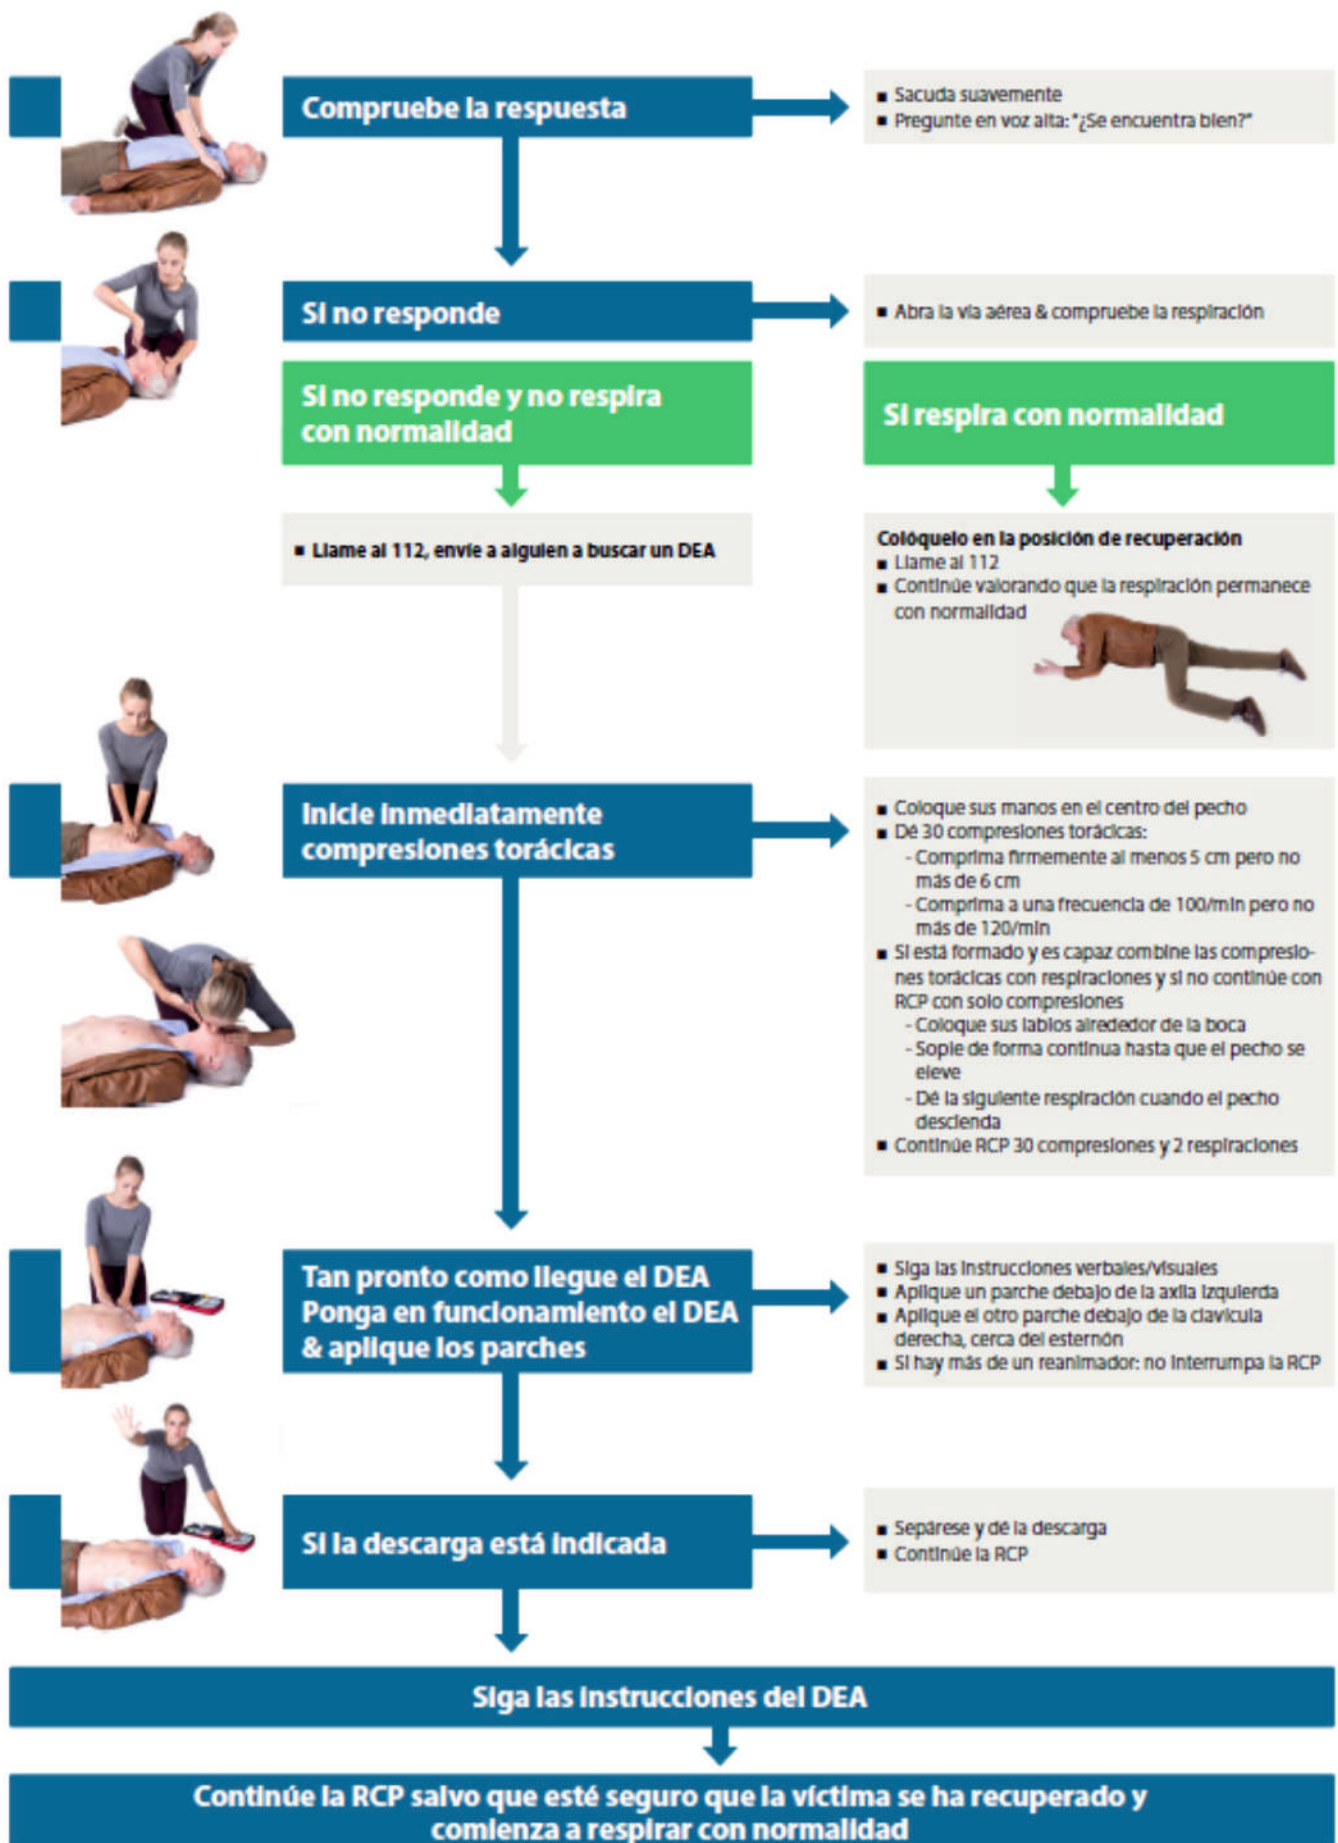 Compruebe la respuesta
■ Sacuda suavemente
■ Pregunte en voz alta: "¿Se encuentra bien?"
Si no responde
■ Abra la vía aérea & compruebe la respiración
Si no responde y no respira
con normalidad
Si respira con normalidad
■ Llame al 112, envíe a alguien a buscar un DEA
Colóquelo en la posición de recuperación
■ Llame al 112
■ Continúe valorando que la respiración permanece
con normalidad
Inicie inmediatamente
compresiones torácicas
■ Coloque sus manos en el centro del pecho
■ Dé 30 compresiones torácicas:
- Comprima firmemente al menos 5 cm pero no
más de 6 cm
- Comprima a una frecuencia de 100/min pero no
más de 120/min
■ Si está formado y es capaz combine las compresio-
nes torácicas con respiraciones y si no continúe con
RCP con solo compresiones
- Coloque sus labios alrededor de la boca
- Sople de forma continua hasta que el pecho se
eleve
- Dé la siguiente respiración cuando el pecho
descienda
■ Continúe RCP 30 compresiones y 2 respiraciones
Tan pronto como llegue el DEA
Ponga en funcionamiento el DEA
& aplique los parches
■ Siga las instrucciones verbales/visuales
■ Aplique un parche debajo de la axila izquierda
■ Aplique el otro parche debajo de la clavícula
derecha, cerca del esternón
■ Si hay más de un reanimador: no interrumpa la RCP
Si la descarga está indicada
■ Sepárese y dé la descarga
■ Continúe la RCP
Siga las instrucciones del DEA
Continúe la RCP salvo que esté seguro que la víctima se ha recuperado y
comienza a respirar con normalidad